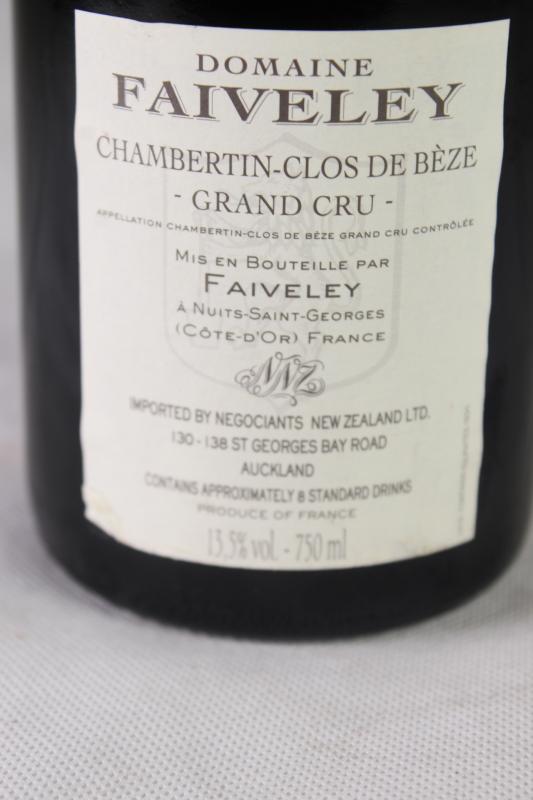 DOMAINE
FAIVELEY
CHAMBERTIN-CLOS DE BÈZE
- GRAND CRU -
APPELLATION CHAMBERTIN-CLOS DE BÈZE GRAND CRU CONTRÔLÉE
MIS EN BOUTEILLE PAR
FAIVELEY
À NUITS-SAINT-GEORGES
(CÔTE-D'OR) FRANCE
NNZ
IMPORTED BY NEGOCIANTS NEW ZEALAND LTD.
130-138 ST GEORGES BAY ROAD
AUCKLAND
CONTAINS APPROXIMATELY 8 STANDARD DRINKS
PRODUCE OF FRANCE
13,5% vol. - 750 ml